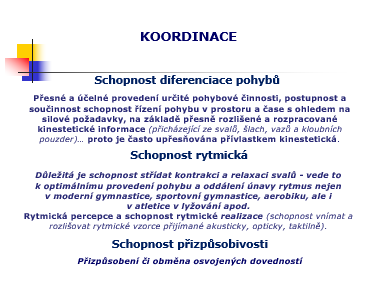 KOORDINACE
Schopnost diferenciace pohybů
Přesné a účelné provedení určité pohybové činnosti, postupnost a
součinnost schopnost řízení pohybu v prostoru a čase s ohledem na
silové požadavky, na základě přesně rozlišené a rozpracované
kinestetické informace (přicházející ze svalů, šlach, vazů a kloubních
pouzder)… proto je často upřesňována přívlastkem kinestetická.
Schopnost rytmická
Důležitá je schopnost střídat kontrakci a relaxaci svalů - vede to
k optimálnímu provedení pohybu a oddálení únavy rytmus nejen
v moderní gymnastice, sportovní gymnastice, aerobiku, ale i
v atletice v lyžování apod.
Rytmická percepce a schopnost rytmické realizace (schopnost vnímat a
rozlišovat rytmické vzorce přijímané akusticky, opticky, taktilně).
Schopnost přizpůsobivosti
Přizpůsobení či obměna osvojených dovedností